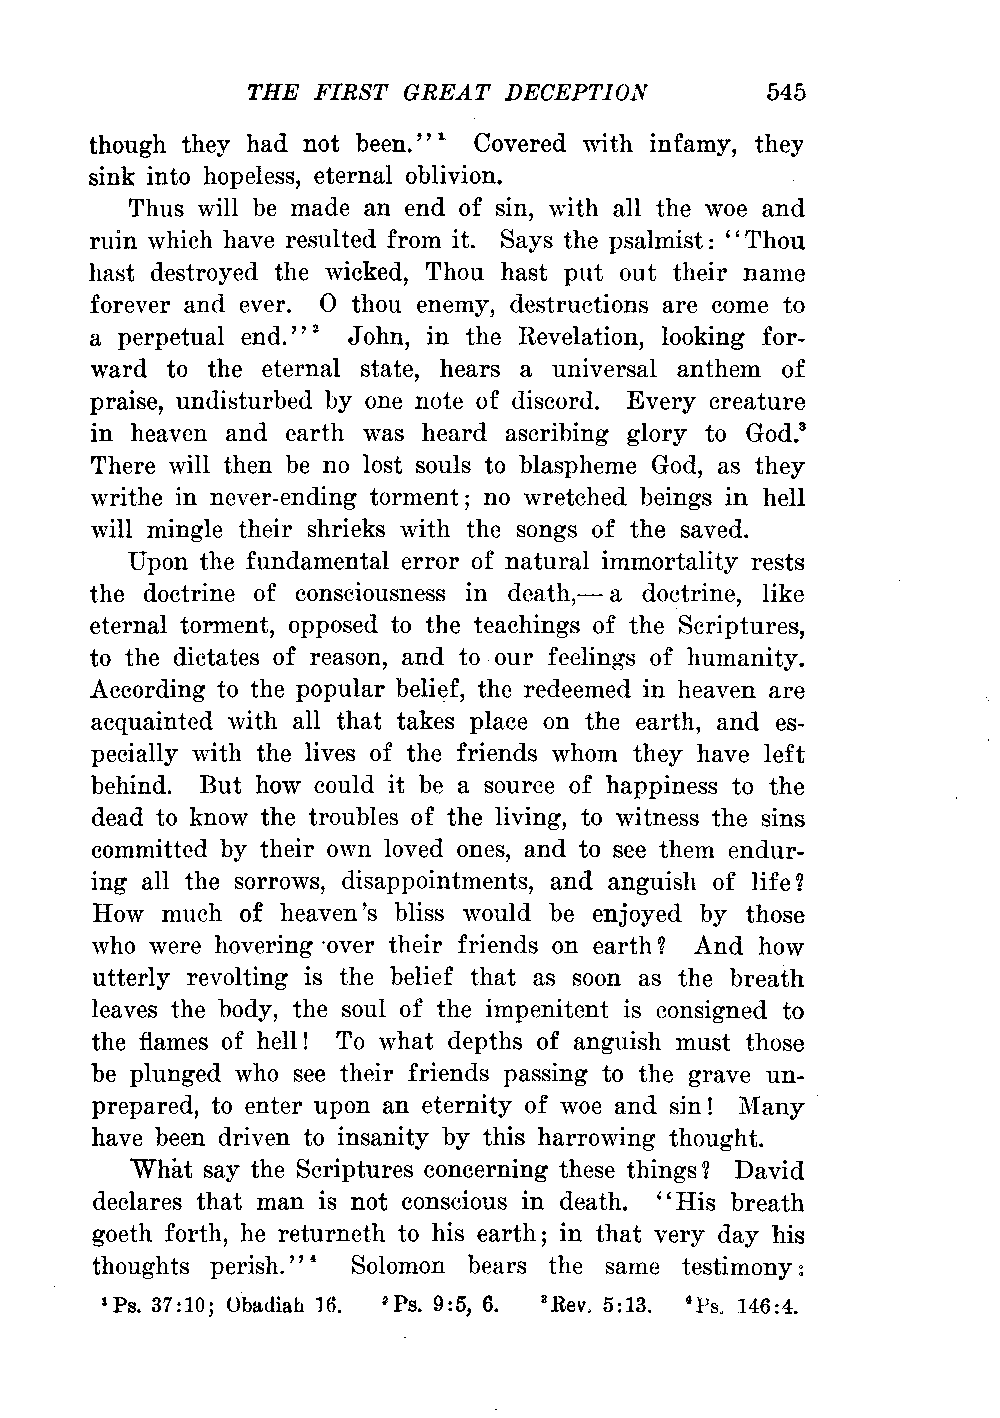 THE FIRST GREAT DECEPTION 545
though they had not been.''¹ Covered with infamy, they
sink into hopeless, eternal oblivion.
Thus will be made an end of sin, with all the woe and
ruin which have resulted from it. Says the psalmist: ''Thou
hast destroyed the wicked, Thou hast put out their name
forever and ever. O thou enemy, destructions are come to
a perpetual end.''² John, in the Revelation, looking for-
ward to the eternal state, hears a universal anthem of
praise, undisturbed by one note of discord. Every creature
in heaven and earth was heard ascribing glory to God.³
There will then be no lost souls to blaspheme God, as they
writhe in never-ending torment; no wretched beings in hell
will mingle their shrieks with the songs of the saved.
Upon the fundamental error of natural immortality rests
the doctrine of consciousness in death,— a doctrine, like
eternal torment, opposed to the teachings of the Scriptures,
to the dictates of reason, and to our feelings of humanity.
According to the popular belief, the redeemed in heaven are
acquainted with all that takes place on the earth, and es-
pecially with the lives of the friends whom they have left
behind. But how could it be a source of happiness to the
dead to know the troubles of the living, to witness the sins
committed by their own loved ones, and to see them endur-
ing all the sorrows, disappointments, and anguish of life?
How much of heaven's bliss would be enjoyed by those
who were hovering over their friends on earth? And how
utterly revolting is the belief that as soon as the breath
leaves the body, the soul of the impenitent is consigned to
the flames of hell! To what depths of anguish must those
be plunged who see their friends passing to the grave un-
prepared, to enter upon an eternity of woe and sin! Many
have been driven to insanity by this harrowing thought.
What say the Scriptures concerning these things? David
declares that man is not conscious in death. ''His breath
goeth forth, he returneth to his earth; in that very day his
thoughts perish.''⁴ Solomon bears the same testimony:
¹Ps. 37:10; Obadiah 16. ²Ps. 9:5, 6. ³Rev. 5:13. ⁴Ps. 146:4.